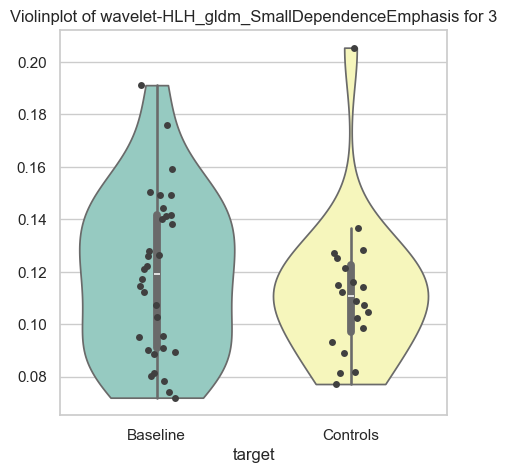 Violinplot of wavelet-HLH_gldm_SmallDependenceEmphasis for 3
0.20
0.18
0.16
0.14
0.12
0.10
0.08
Baseline
Controls
target